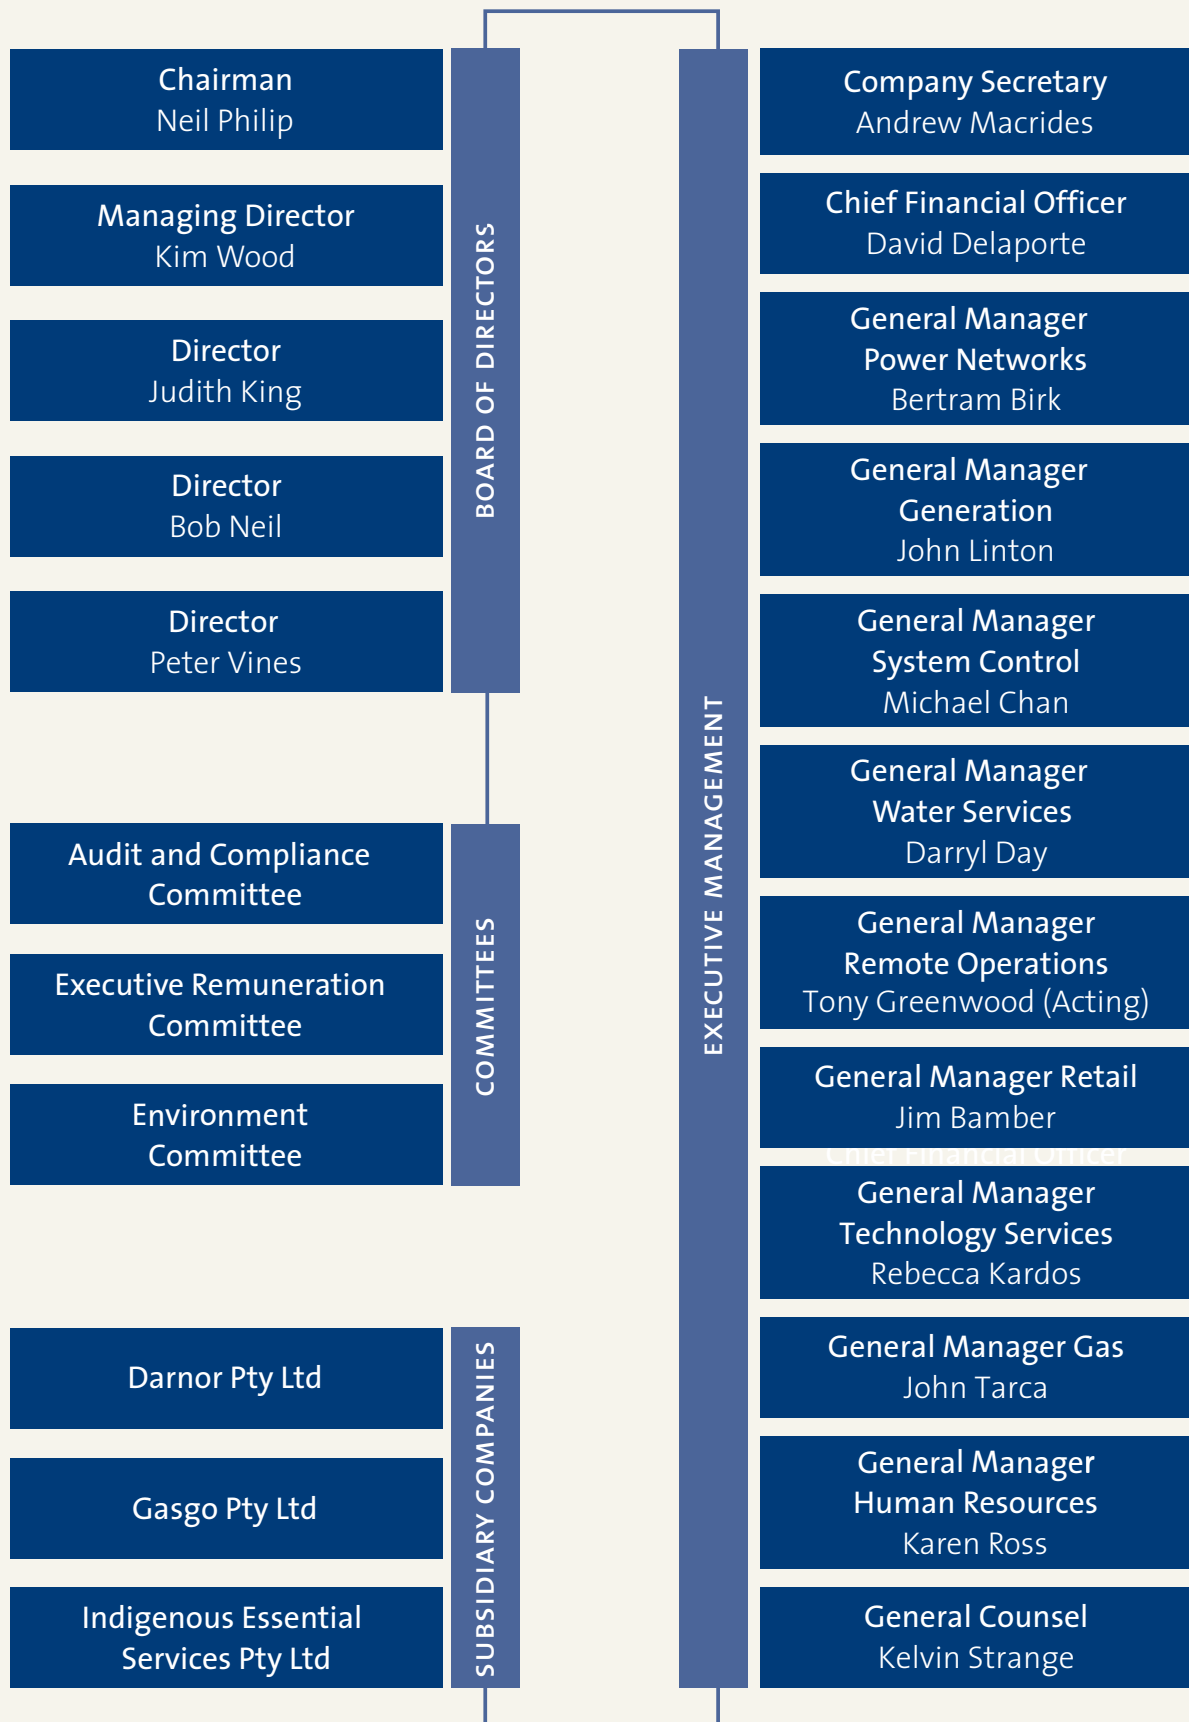 Chairman
Neil Philip
Managing Director
Kim Wood
Director
Judith King
Director
Bob Neil
Director
Peter Vines
BOARD OF DIRECTORS
Audit and Compliance
Committee
Executive Remuneration
Committee
Environment
Committee
COMMITTEES
Darnor Pty Ltd
Gasgo Pty Ltd
Indigenous Essential
Services Pty Ltd
SUBSIDIARY COMPANIES
EXECUTIVE MANAGEMENT
Company Secretary
Andrew Macrides
Chief Financial Officer
David Delaporte
General Manager
Power Networks
Bertram Birk
General Manager
Generation
John Linton
General Manager
System Control
Michael Chan
General Manager
Water Services
Darryl Day
General Manager
Remote Operations
Tony Greenwood (Acting)
General Manager Retail
Jim Bamber
Chief Financial Officer
General Manager
Technology Services
Rebecca Kardos
General Manager Gas
John Tarca
General Manager
Human Resources
Karen Ross
General Counsel
Kelvin Strange